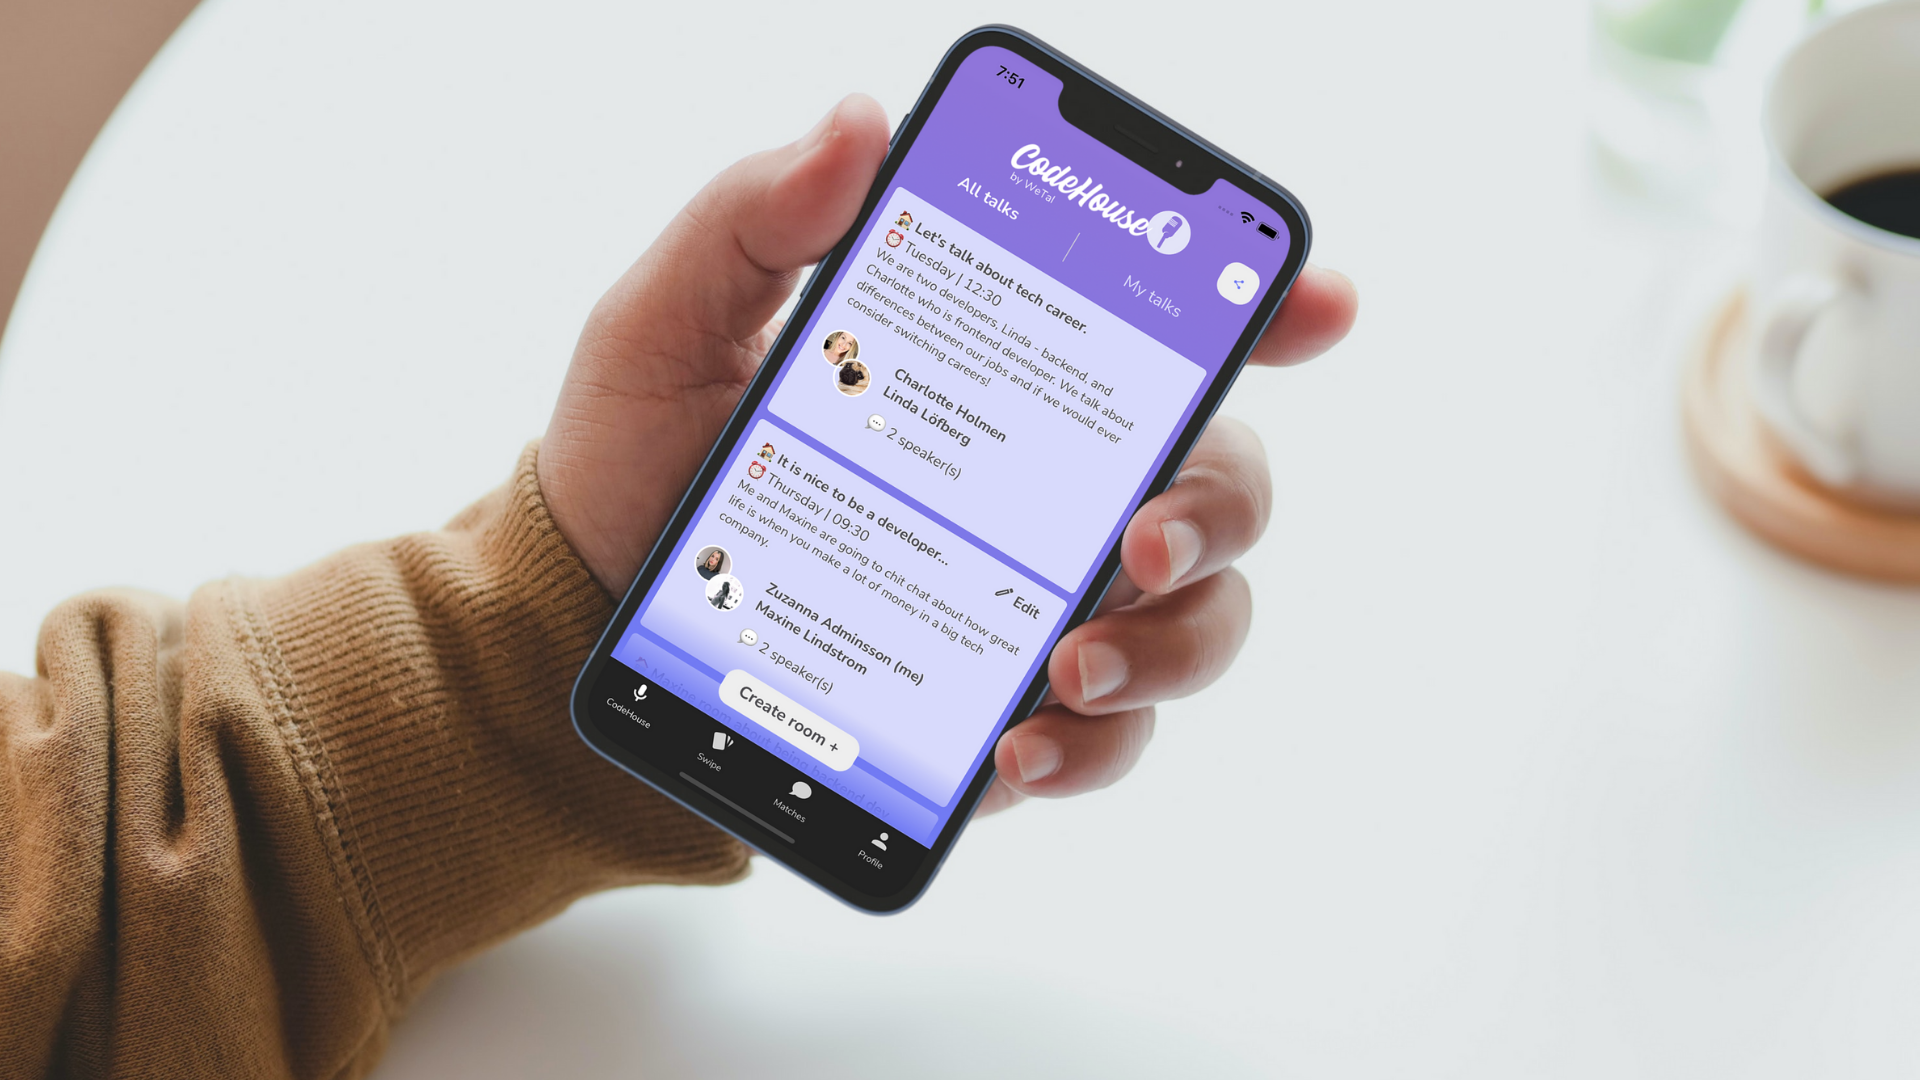 7:51
CodeHouse
by WeTal
All talks
My talks
Let's talk about tech career.
Tuesday | 12:30
We are two developers, Linda - backend, and
Charlotte who is frontend developer. We talk about
differences between our jobs and if we would ever
consider switching careers!
Charlotte Holmen
Linda Löfberg
2 speaker(s)
It is nice to be a developer...
Thursday | 09:30
Me and Maxine are going to chit chat about how great
life is when you make a lot of money in a big tech
company.
Edit
Zuzanna Adminsson (me)
Maxine Lindstrom
2 speaker(s)
Maxine room about being backend dev
Create room +
CodeHouse
Swipe
Matches
Profile